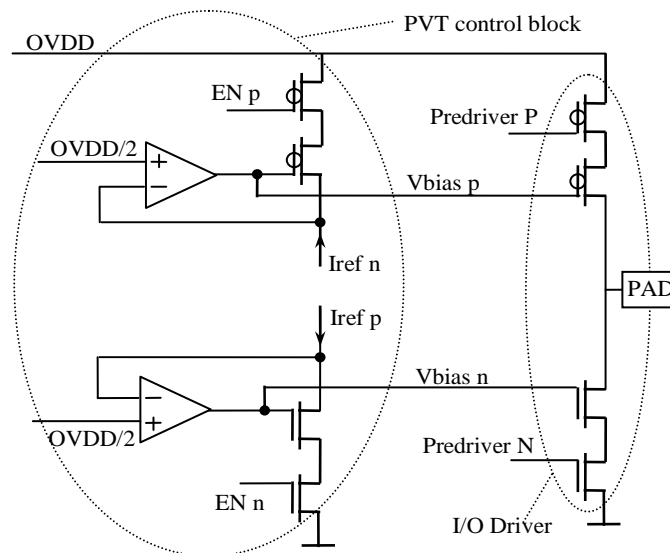 PVT control block
OVDD
EN p
Predriver P
OVDD/2
+
−
Vbias p
Iref n
PAD
Iref p
−
Vbias n
+
OVDD/2
Predriver N
EN n
I/O Driver